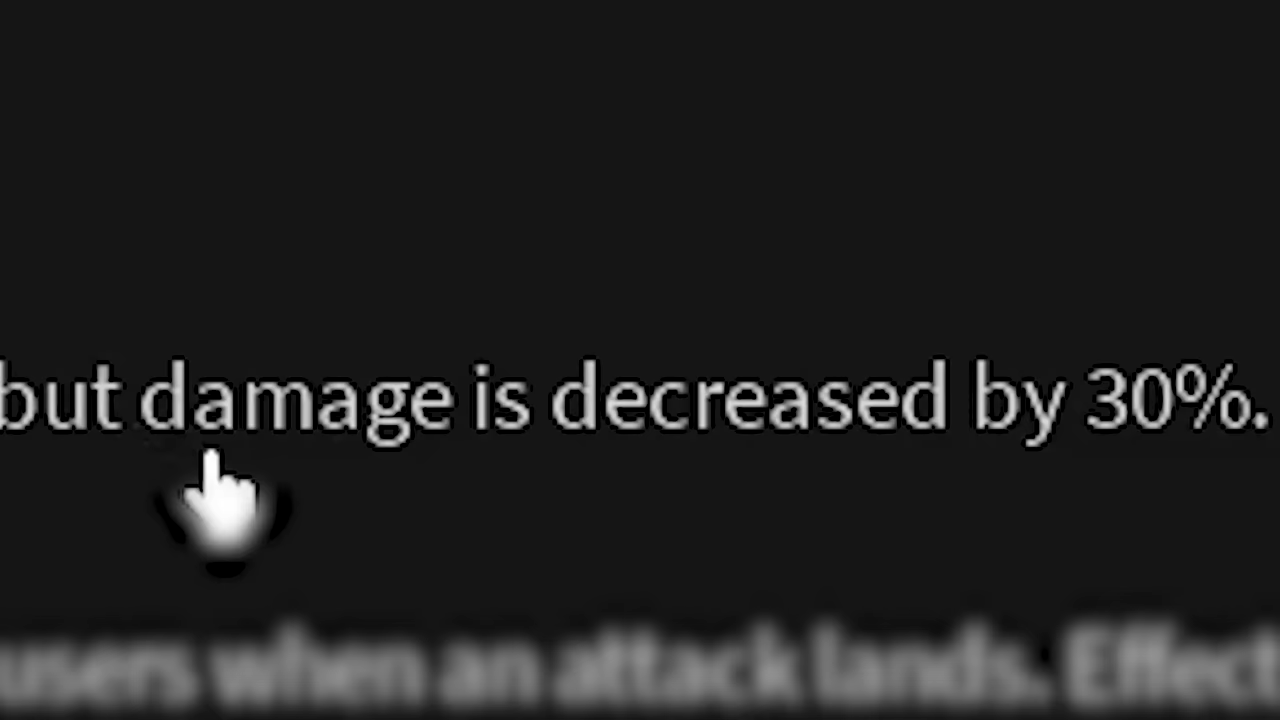 but damage is decreased by 30%.
users when an attack lands. Effect